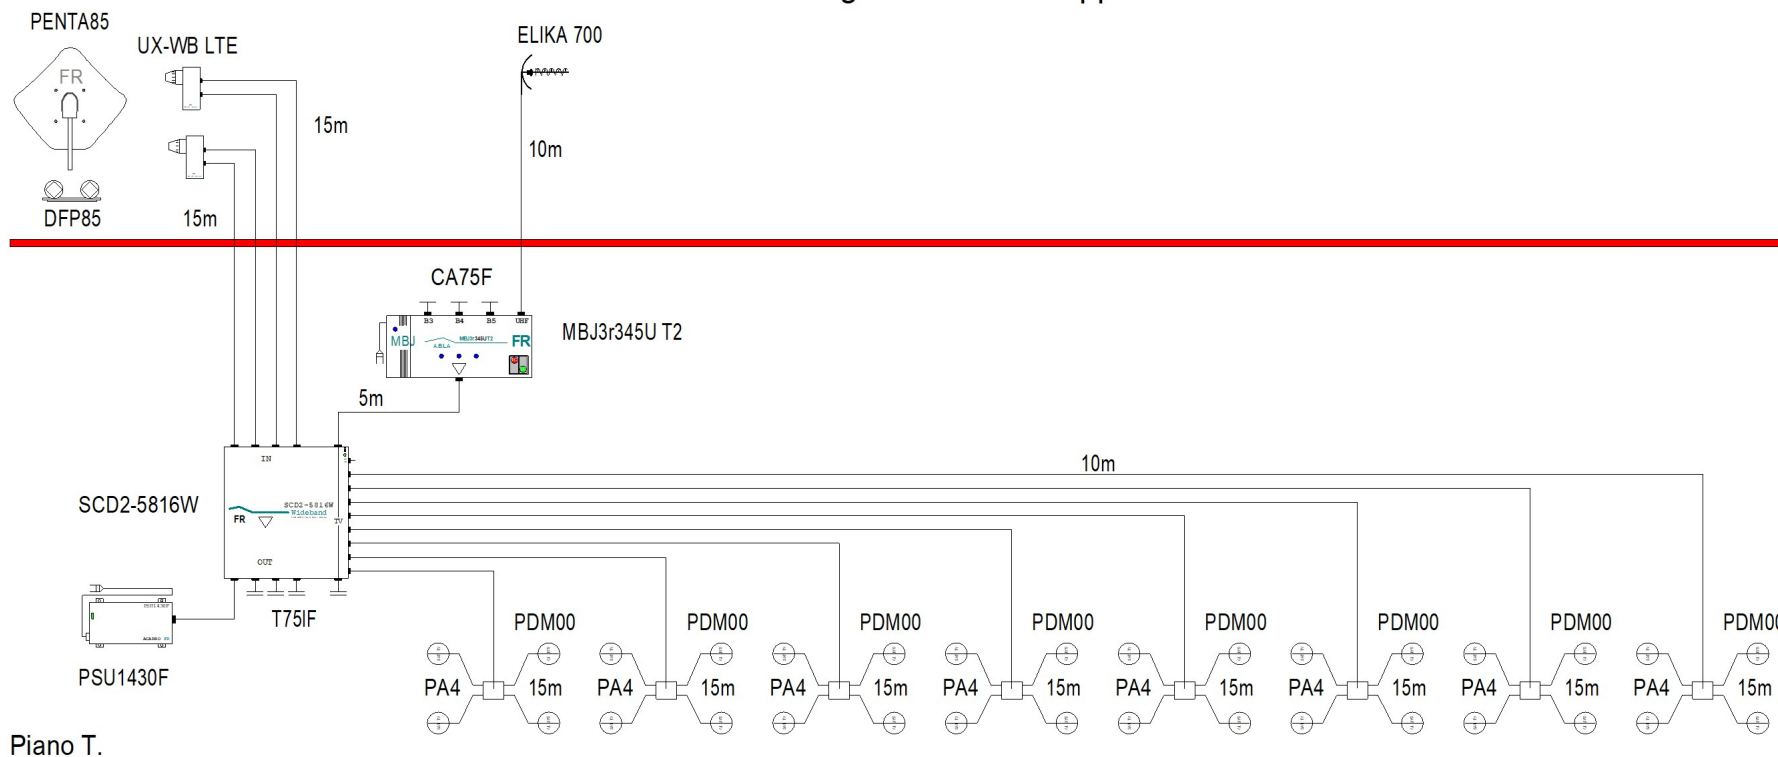 PENTA85
UX-WB LTE
ELIKA 700
FR
15m
10m
DFP85
15m
CA75F
B3 B4 B5 UHF
MBJ
MBJ3r345UT2
A.B.L.A
FR
MBJ3r345U T2
5m
IN
10m
SCD2-5816W
SCD2-5816W
Wideband
FR
TV
OUT
PSU1430F
T75IF
PDM00 PDM00 PDM00 PDM00 PDM00 PDM00 PDM00 PDM00
PA4 15m PA4 15m PA4 15m PA4 15m PA4 15m PA4 15m PA4 15m PA4 15m
PSU1430F
Piano T.